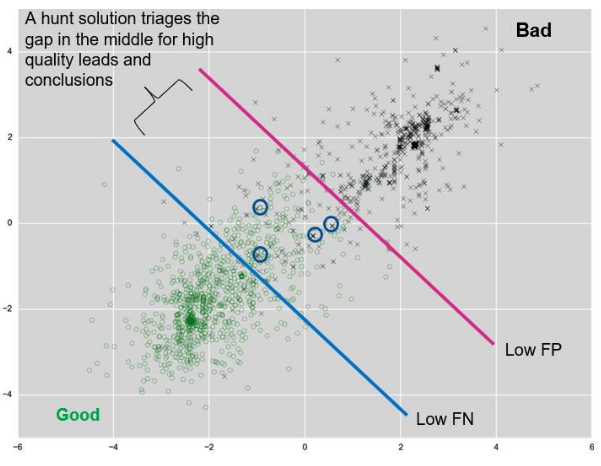 A hunt solution triages the
gap in the middle for high
quality leads and
conclusions
Bad
4
2
0
−2
−4
Low FP
Low FN
Good
−6
−4
−2
0
2
4
6